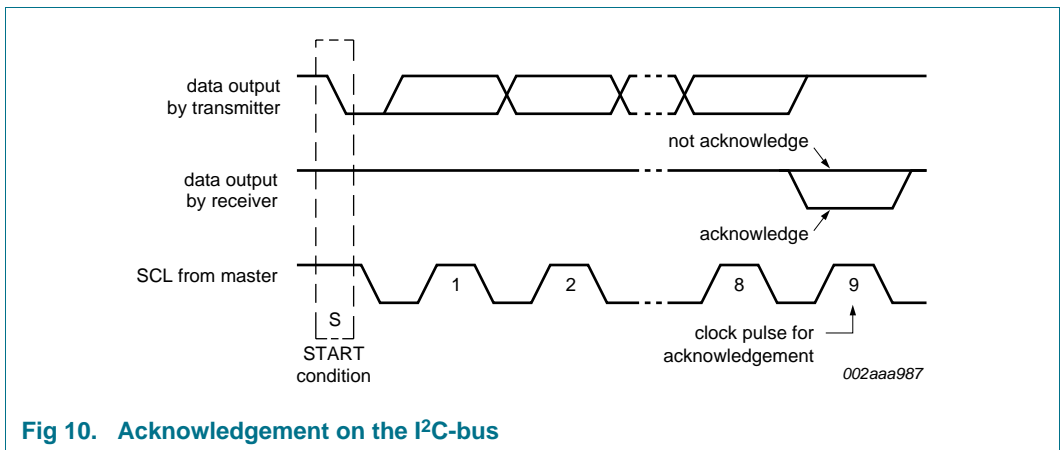 data output
by transmitter
not acknowledge
data output
by receiver
acknowledge
SCL from master
1
2
8
9
S
START
condition
clock pulse for
acknowledgement
002aaa987
Fig 10. Acknowledgement on the I²C-bus